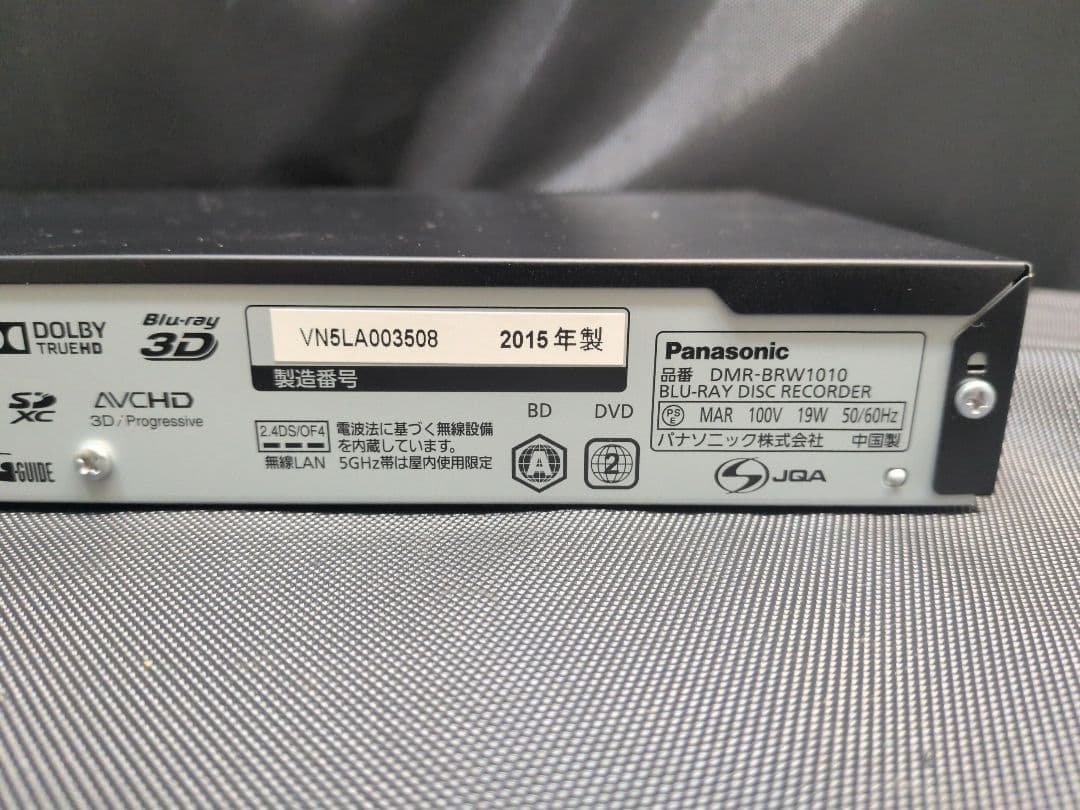 DOLBY
TRUEHD
Blu-ray
3D
SD
XC
AVCHD
3D/Progressive
G-GUIDE
VN5LA003508 2015年製
製造番号
2.4DS/OF4
無線LAN
電波法に基づく無線設備
を内蔵しています。
5GHz帯は屋内使用限定
BD DVD
A 2
Panasonic
品番 DMR-BRW1010
BLU-RAY DISC RECORDER
PSE MAR 100V 19W 50/60Hz
パナソニック株式会社 中国製
JQA